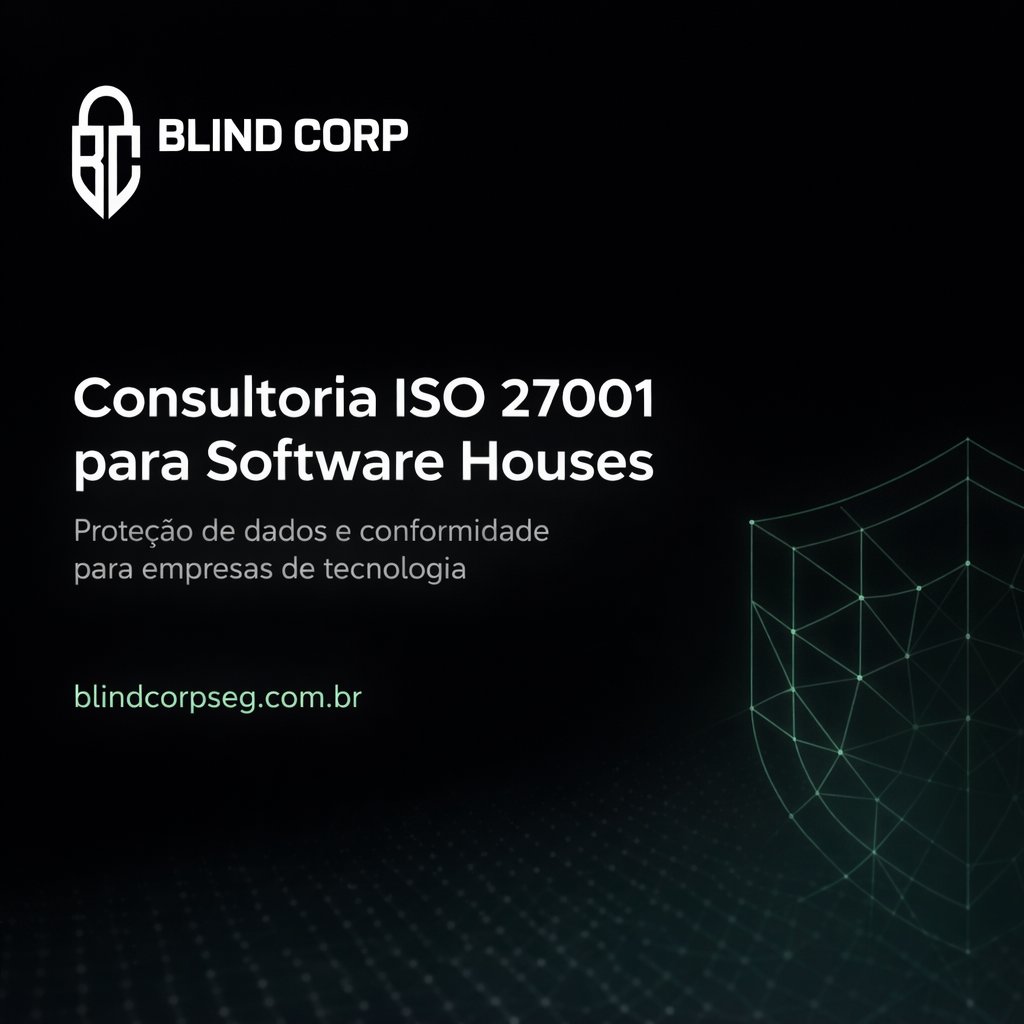 BC
BLIND CORP
Consultoria ISO 27001
para Software Houses
Proteção de dados e conformidade
para empresas de tecnologia
blindcorpseg.com.br